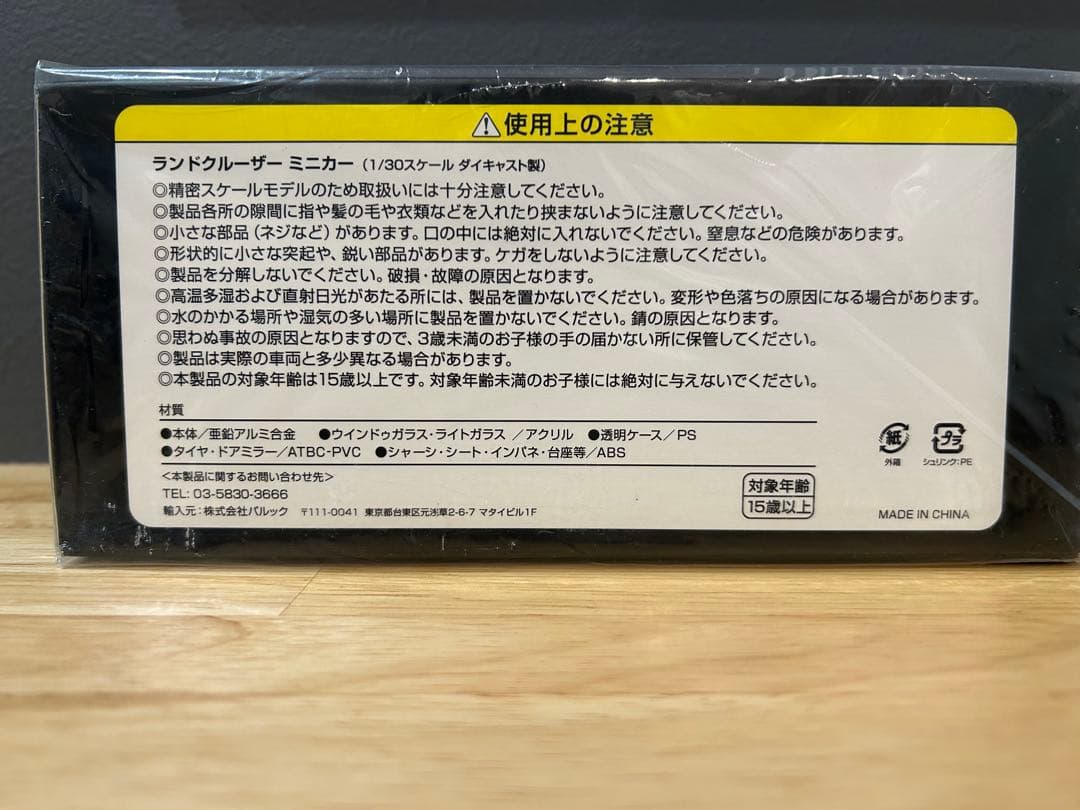 ⚠使用上の注意
ランドクルーザー ミニカー（1/30スケール ダイキャスト製）
◎精密スケールモデルのため取扱いには十分注意してください。
◎製品各所の隙間に指や髪の毛や衣類などを入れたり挟まないように注意してください。
◎小さな部品（ネジなど）があります。口の中には絶対に入れないでください。窒息などの危険があります。
◎形状的に小さな突起や、鋭い部品があります。ケガをしないように注意してください。
◎製品を分解しないでください。破損・故障の原因となります。
◎高温多湿および直射日光があたる所には、製品を置かないでください。変形や色落ちの原因になる場合があります。
◎水のかかる場所や湿気の多い場所に製品を置かないでください。錆の原因となります。
◎思わぬ事故の原因となりますので、3歳未満のお子様の手の届かない所に保管してください。
◎製品は実際の車両と多少異なる場合があります。
◎本製品の対象年齢は15歳以上です。対象年齢未満のお子様には絶対に与えないでください。
材質
●本体／亜鉛アルミ合金　●ウインドゥガラス・ライトガラス ／アクリル　●透明ケース／PS
●タイヤ・ドアミラー／ATBC-PVC　●シャーシ・シート・インパネ・台座等／ABS
紙 プラ
外箱 シュリンク:PE
＜本製品に関するお問い合わせ先＞
TEL: 03-5830-3666
輸入元：株式会社バルック　〒111-0041　東京都台東区元浅草2-6-7 マタイビル1F
対象年齢
15歳以上
MADE IN CHINA